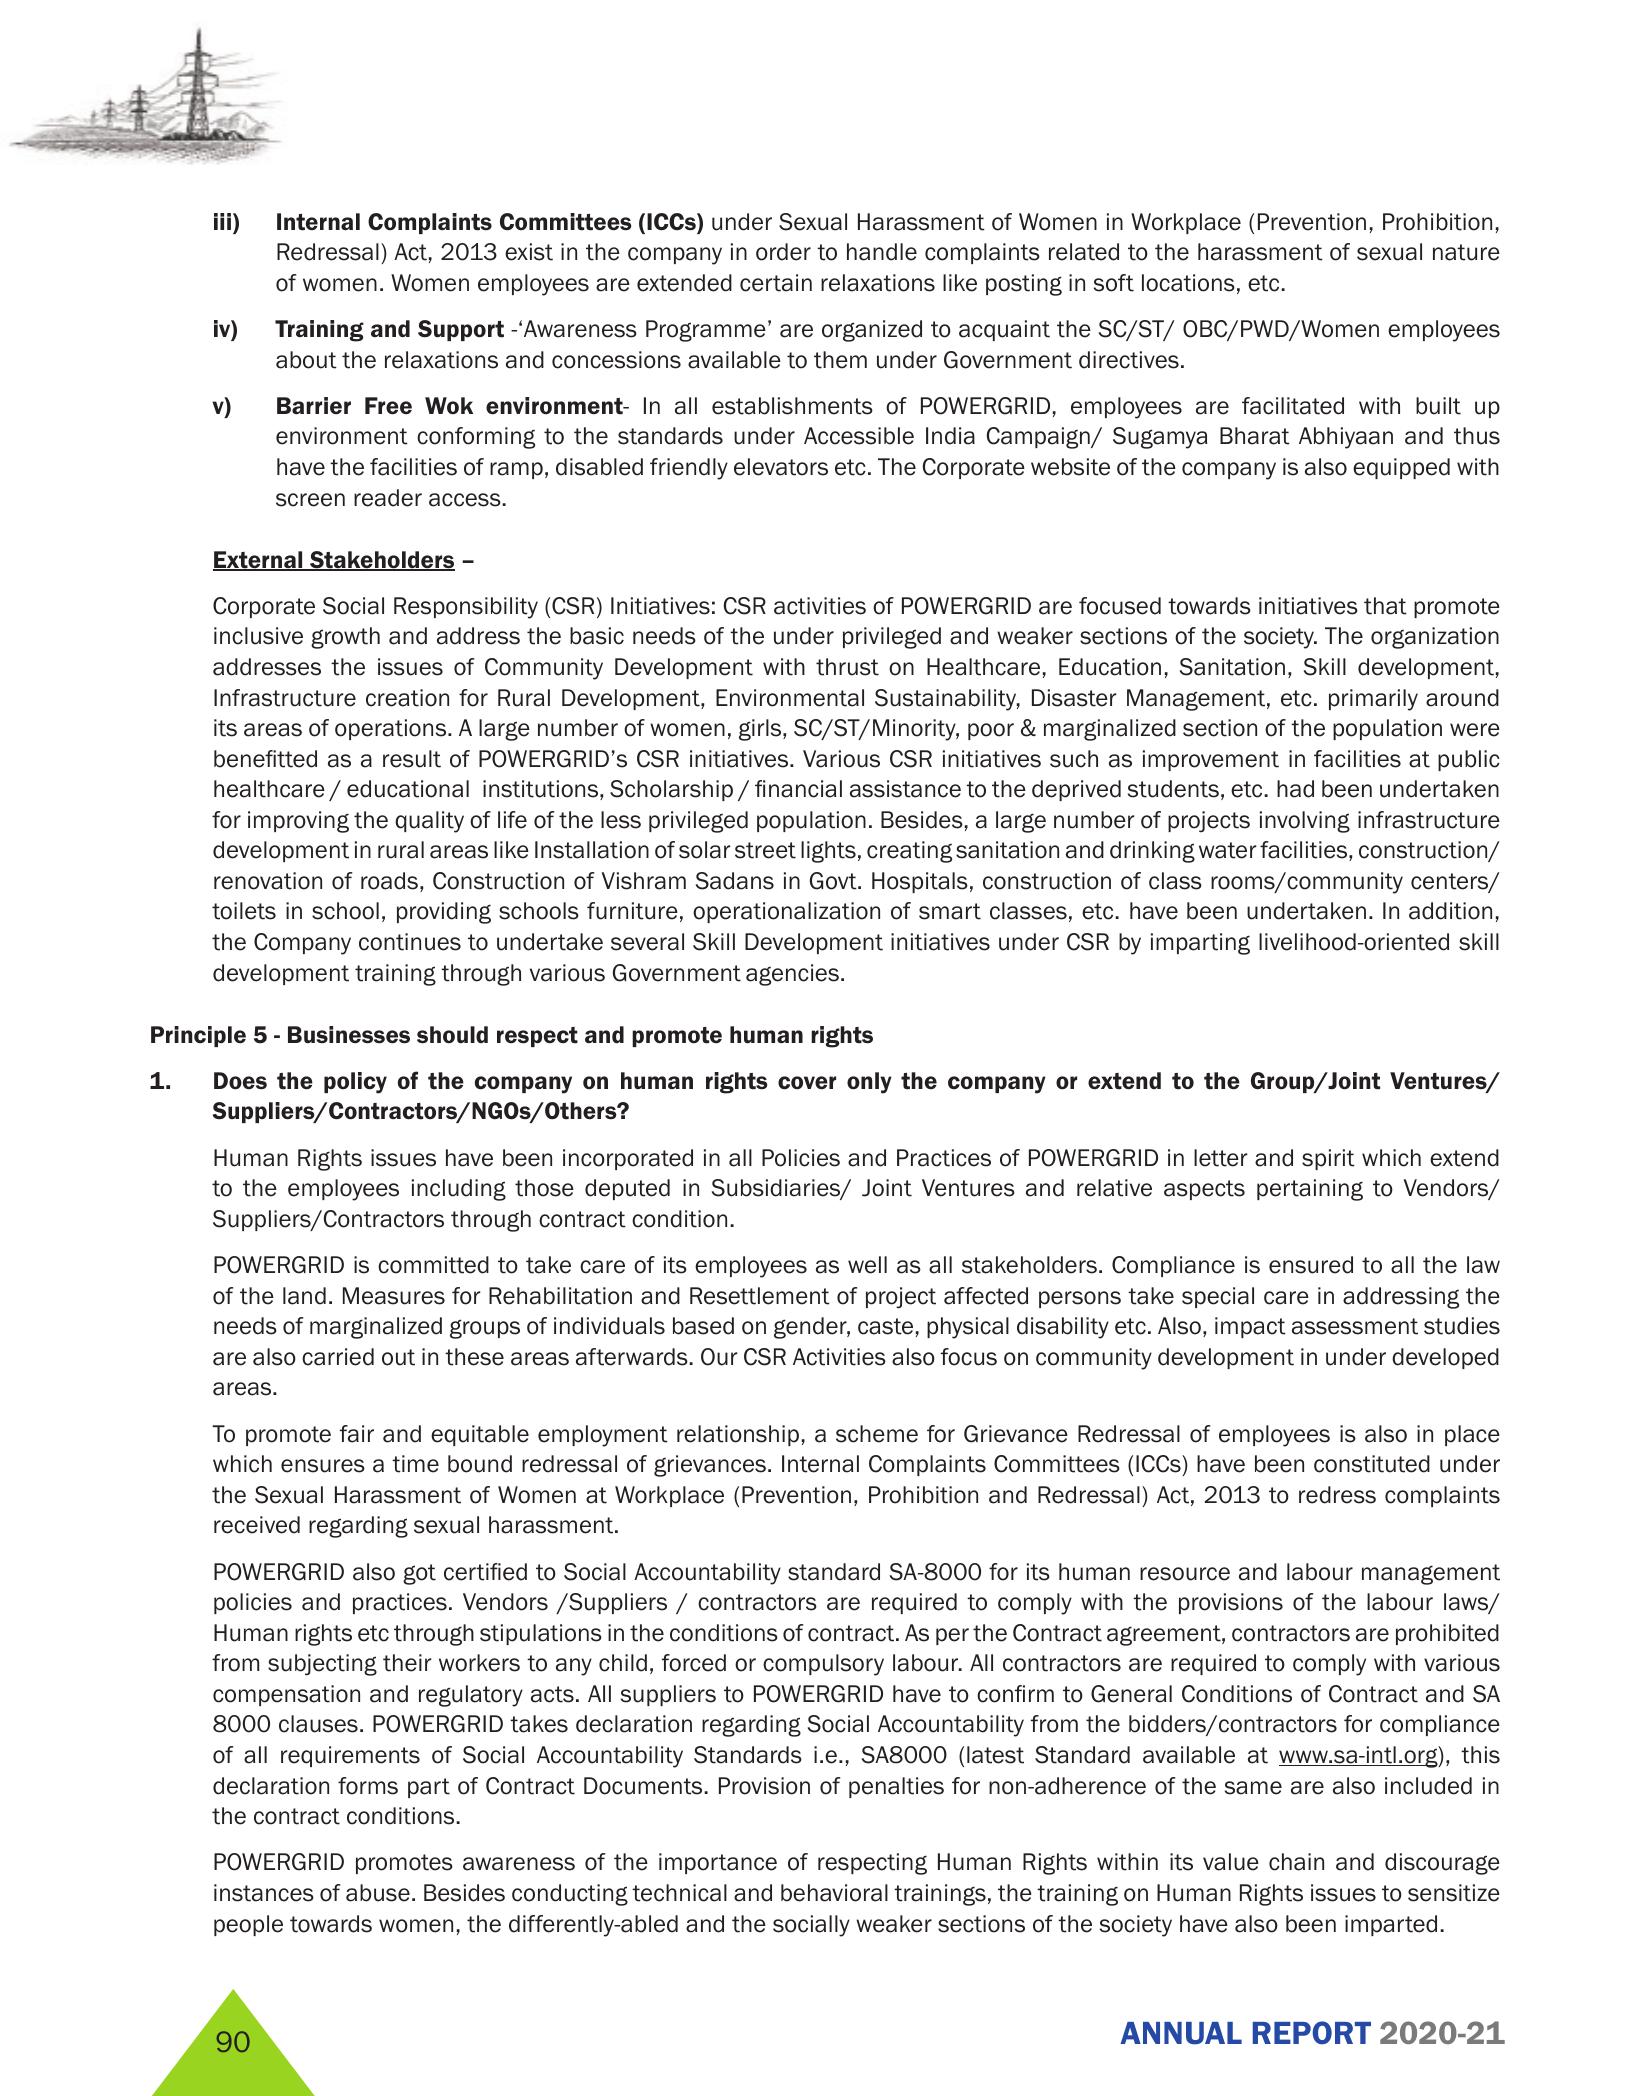 iii) Internal Complaints Committees (ICCs) under Sexual Harassment of Women in Workplace (Prevention, Prohibition,
Redressal) Act, 2013 exist in the company in order to handle complaints related to the harassment of sexual nature
of women. Women employees are extended certain relaxations like posting in soft locations, etc.
iv) Training and Support -‘Awareness Programme’ are organized to acquaint the SC/ST/ OBC/PWD/Women employees
about the relaxations and concessions available to them under Government directives.
v) Barrier Free Wok environment- In all establishments of POWERGRID, employees are facilitated with built up
environment conforming to the standards under Accessible India Campaign/ Sugamya Bharat Abhiyaan and thus
have the facilities of ramp, disabled friendly elevators etc. The Corporate website of the company is also equipped with
screen reader access.
External Stakeholders –
Corporate Social Responsibility (CSR) Initiatives: CSR activities of POWERGRID are focused towards initiatives that promote
inclusive growth and address the basic needs of the under privileged and weaker sections of the society. The organization
addresses the issues of Community Development with thrust on Healthcare, Education, Sanitation, Skill development,
Infrastructure creation for Rural Development, Environmental Sustainability, Disaster Management, etc. primarily around
its areas of operations. A large number of women, girls, SC/ST/Minority, poor & marginalized section of the population were
benefitted as a result of POWERGRID’s CSR initiatives. Various CSR initiatives such as improvement in facilities at public
healthcare / educational institutions, Scholarship / financial assistance to the deprived students, etc. had been undertaken
for improving the quality of life of the less privileged population. Besides, a large number of projects involving infrastructure
development in rural areas like Installation of solar street lights, creating sanitation and drinking water facilities, construction/
renovation of roads, Construction of Vishram Sadans in Govt. Hospitals, construction of class rooms/community centers/
toilets in school, providing schools furniture, operationalization of smart classes, etc. have been undertaken. In addition,
the Company continues to undertake several Skill Development initiatives under CSR by imparting livelihood-oriented skill
development training through various Government agencies.
Principle 5 - Businesses should respect and promote human rights
1. Does the policy of the company on human rights cover only the company or extend to the Group/Joint Ventures/
Suppliers/Contractors/NGOs/Others?
Human Rights issues have been incorporated in all Policies and Practices of POWERGRID in letter and spirit which extend
to the employees including those deputed in Subsidiaries/ Joint Ventures and relative aspects pertaining to Vendors/
Suppliers/Contractors through contract condition.
POWERGRID is committed to take care of its employees as well as all stakeholders. Compliance is ensured to all the law
of the land. Measures for Rehabilitation and Resettlement of project affected persons take special care in addressing the
needs of marginalized groups of individuals based on gender, caste, physical disability etc. Also, impact assessment studies
are also carried out in these areas afterwards. Our CSR Activities also focus on community development in under developed
areas.
To promote fair and equitable employment relationship, a scheme for Grievance Redressal of employees is also in place
which ensures a time bound redressal of grievances. Internal Complaints Committees (ICCs) have been constituted under
the Sexual Harassment of Women at Workplace (Prevention, Prohibition and Redressal) Act, 2013 to redress complaints
received regarding sexual harassment.
POWERGRID also got certified to Social Accountability standard SA-8000 for its human resource and labour management
policies and practices. Vendors /Suppliers / contractors are required to comply with the provisions of the labour laws/
Human rights etc through stipulations in the conditions of contract. As per the Contract agreement, contractors are prohibited
from subjecting their workers to any child, forced or compulsory labour. All contractors are required to comply with various
compensation and regulatory acts. All suppliers to POWERGRID have to confirm to General Conditions of Contract and SA
8000 clauses. POWERGRID takes declaration regarding Social Accountability from the bidders/contractors for compliance
of all requirements of Social Accountability Standards i.e., SA8000 (latest Standard available at www.sa-intl.org), this
declaration forms part of Contract Documents. Provision of penalties for non-adherence of the same are also included in
the contract conditions.
POWERGRID promotes awareness of the importance of respecting Human Rights within its value chain and discourage
instances of abuse. Besides conducting technical and behavioral trainings, the training on Human Rights issues to sensitize
people towards women, the differently-abled and the socially weaker sections of the society have also been imparted.
90
ANNUAL REPORT 2020-21